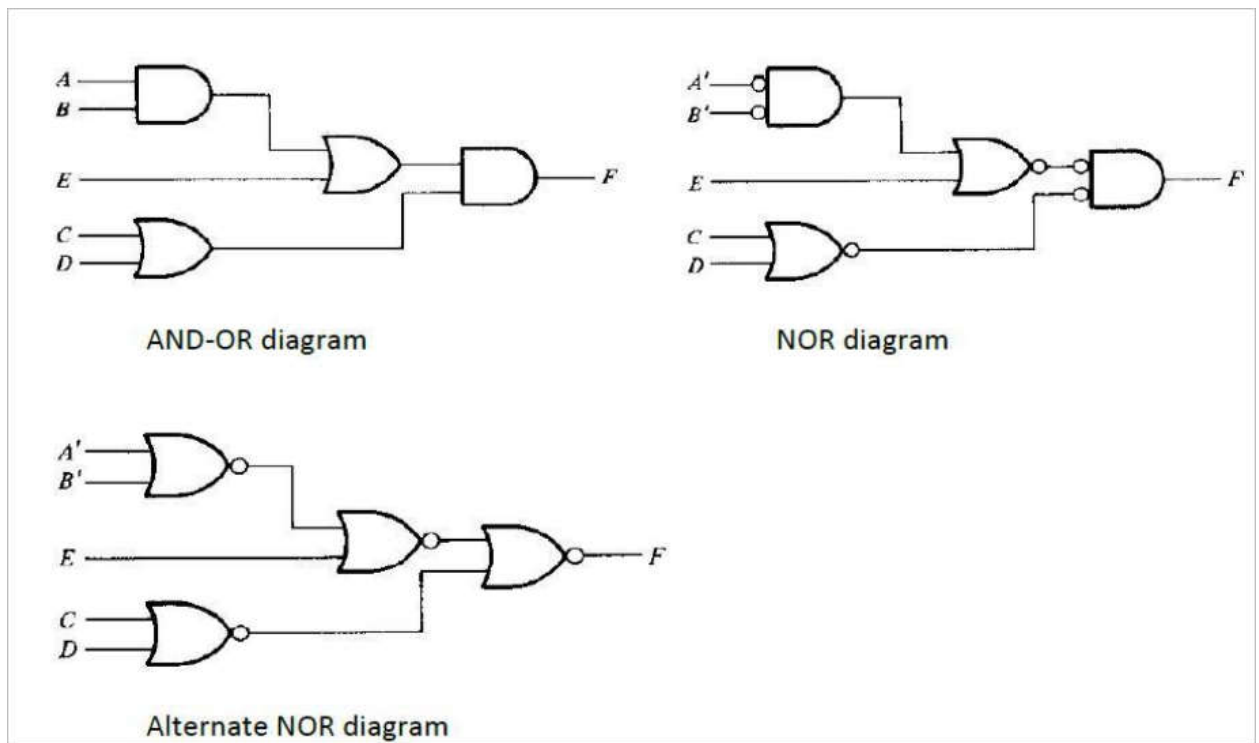 A
B
E
C
D
F
AND-OR diagram
A'
B'
E
C
D
F
NOR diagram
A'
B'
E
C
D
F
Alternate NOR diagram